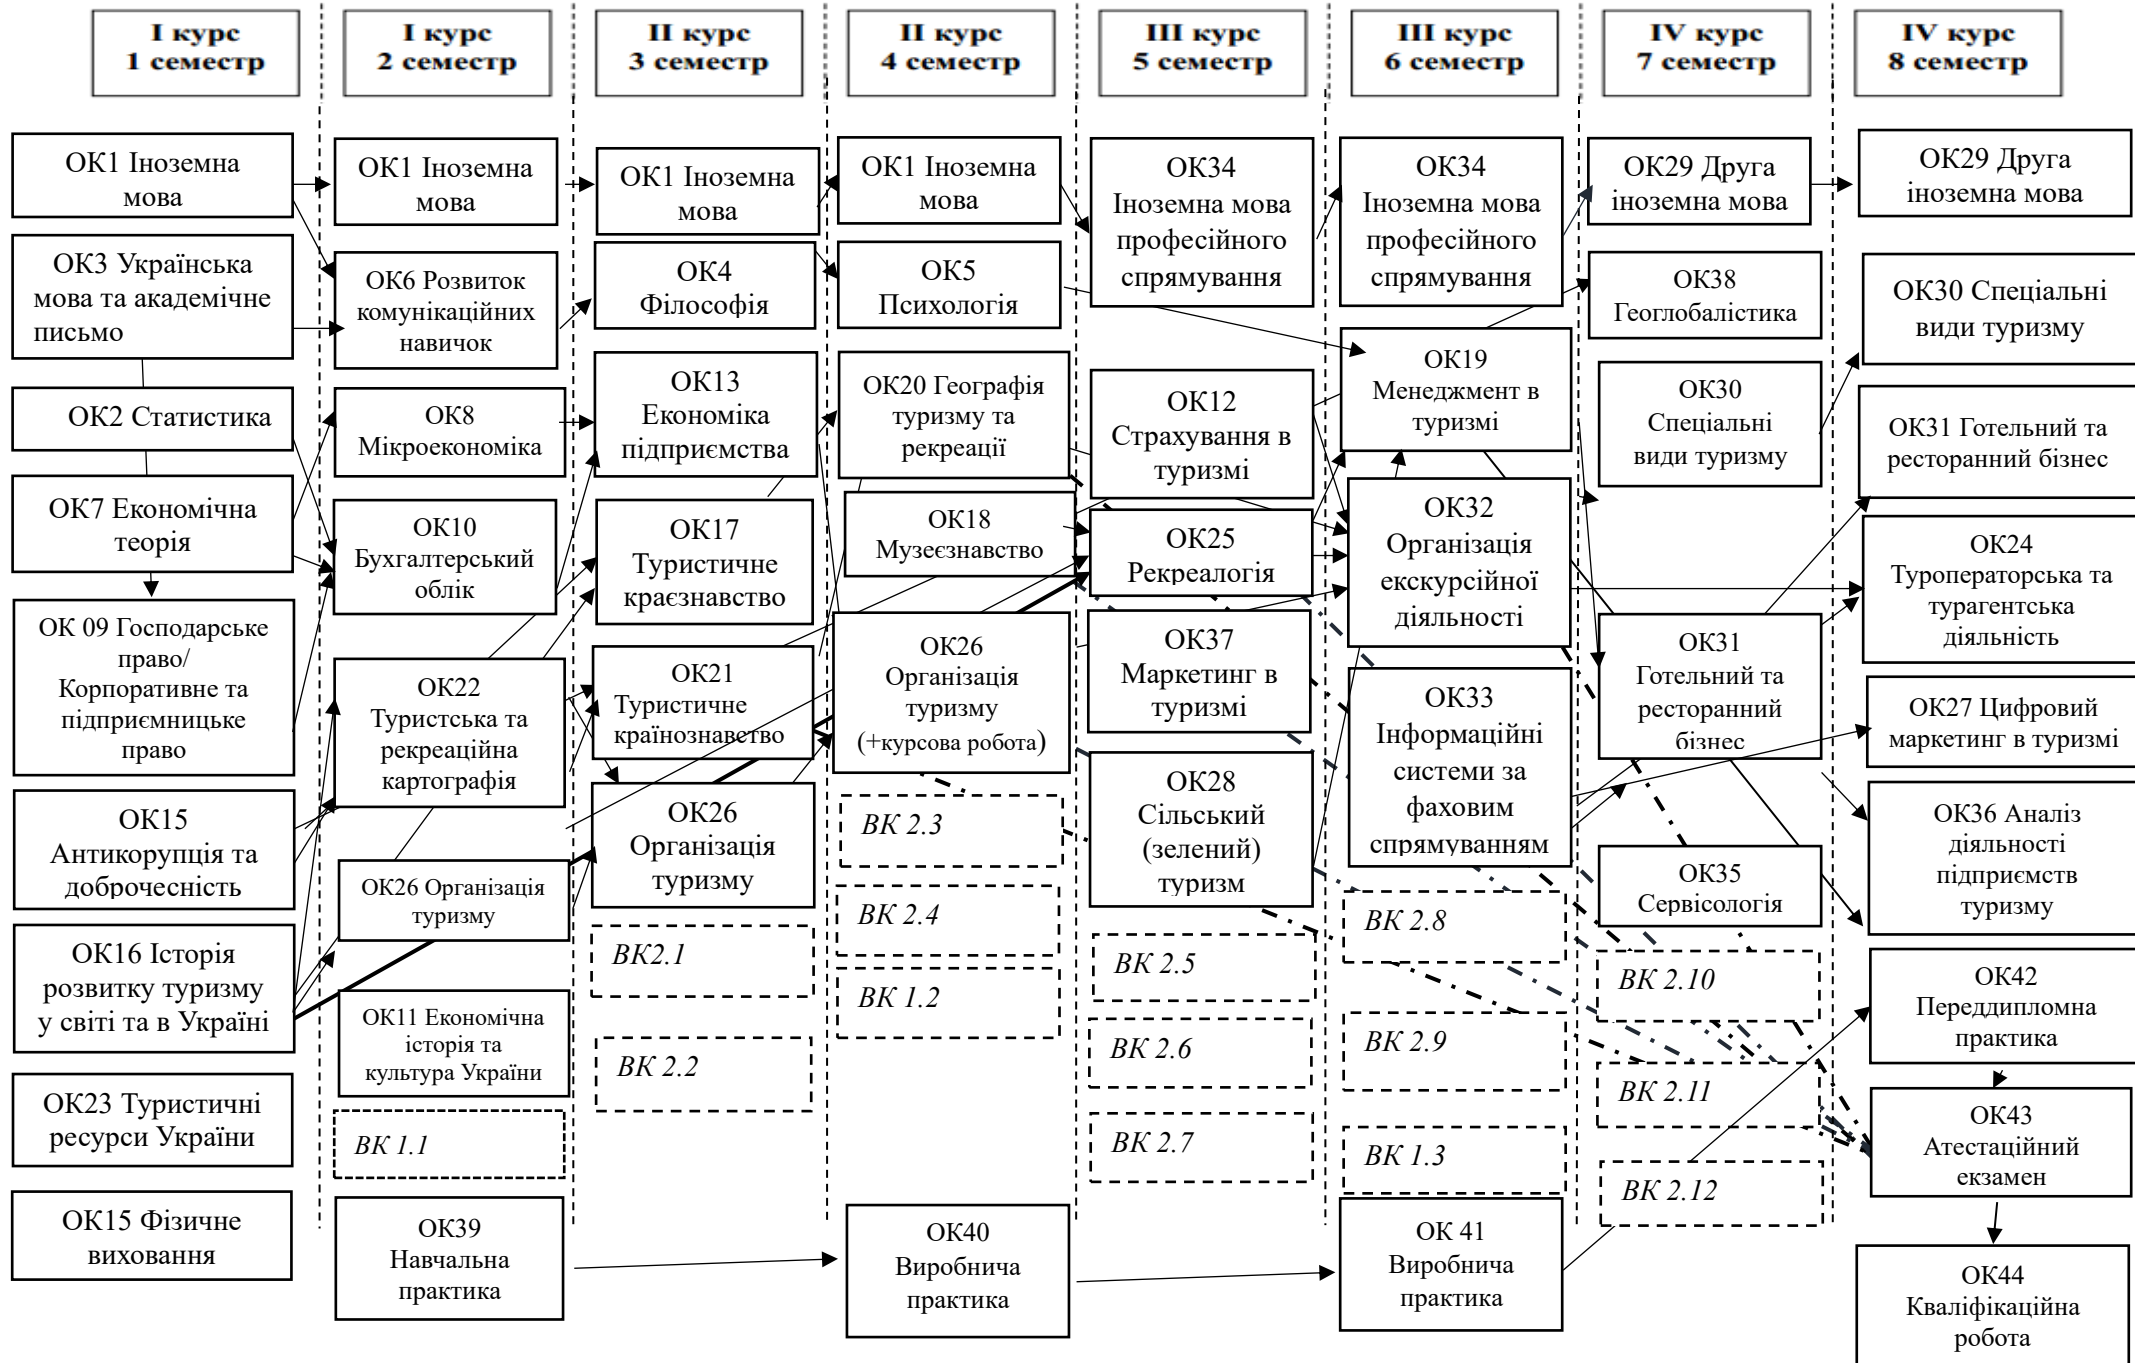 I курс
1 семестр
I курс
2 семестр
II курс
3 семестр
II курс
4 семестр
III курс
5 семестр
III курс
6 семестр
IV курс
7 семестр
IV курс
8 семестр
ОК1 Іноземна
мова
ОК3 Українська
мова та академічне
письмо
ОК2 Статистика
ОК7 Економічна
теорія
ОК 09 Господарське
право/
Корпоративне та
підприємницьке
право
ОК15
Антикорупція та
доброчесність
ОК16 Історія
розвитку туризму
у світі та в Україні
ОК23 Туристичні
ресурси України
ОК15 Фізичне
виховання
ОК1 Іноземна
мова
ОК6 Розвиток
комунікаційних
навичок
ОК8
Мікроекономіка
ОК10
Бухгалтерський
облік
ОК22
Туристська та
рекреаційна
картографія
ОК26 Організація
туризму
ОК11 Економічна
історія та
культура України
ВК 1.1
ОК39
Навчальна
практика
ОК1 Іноземна
мова
ОК4
Філософія
ОК13
Економіка
підприємства
ОК17
Туристичне
краєзнавство
ОК21
Туристичне
країнознавство
ОК26
Організація
туризму
ВК2.1
ВК 2.2
ОК1 Іноземна
мова
ОК5
Психологія
ОК20 Географія
туризму та
рекреації
ОК18
Музеєзнавство
ОК26
Організація
туризму
(+курсова робота)
ВК 2.3
ВК 2.4
ВК 1.2
ОК40
Виробнича
практика
ОК34
Іноземна мова
професійного
спрямування
ОК12
Страхування в
туризмі
ОК25
Рекреалогія
ОК37
Маркетинг в
туризмі
ОК28
Сільський
(зелений)
туризм
ВК 2.5
ВК 2.6
ВК 2.7
ОК34
Іноземна мова
професійного
спрямування
ОК19
Менеджмент в
туризмі
ОК32
Організація
екскурсійної
діяльності
ОК33
Інформаційні
системи за
фаховим
спрямуванням
ВК 2.8
ВК 2.9
ВК 1.3
ОК 41
Виробнича
практика
ОК29 Друга
іноземна мова
ОК38
Геоглобалістика
ОК30
Спеціальні
види туризму
ОК31
Готельний та
ресторанний
бізнес
ОК35
Сервісологія
ВК 2.10
ВК 2.11
ВК 2.12
ОК29 Друга
іноземна мова
ОК30 Спеціальні
види туризму
ОК31 Готельний та
ресторанний бізнес
ОК24
Туроператорська та
турагентська
діяльність
ОК27 Цифровий
маркетинг в туризмі
ОК36 Аналіз
діяльності
підприємств
туризму
ОК42
Переддипломна
практика
ОК43
Атестаційний
екзамен
ОК44
Кваліфікаційна
робота